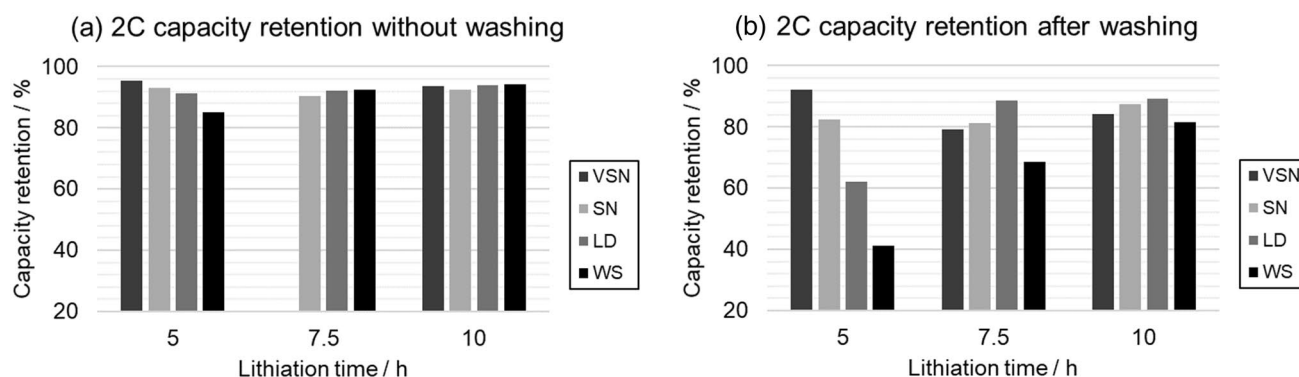 (a) 2C capacity retention without washing
Capacity retention / %
100
80
60
40
20
5
7.5
10
Lithiation time / h
VSN
SN
LD
WS
(b) 2C capacity retention after washing
Capacity retention / %
100
80
60
40
20
5
7.5
10
Lithiation time / h
VSN
SN
LD
WS